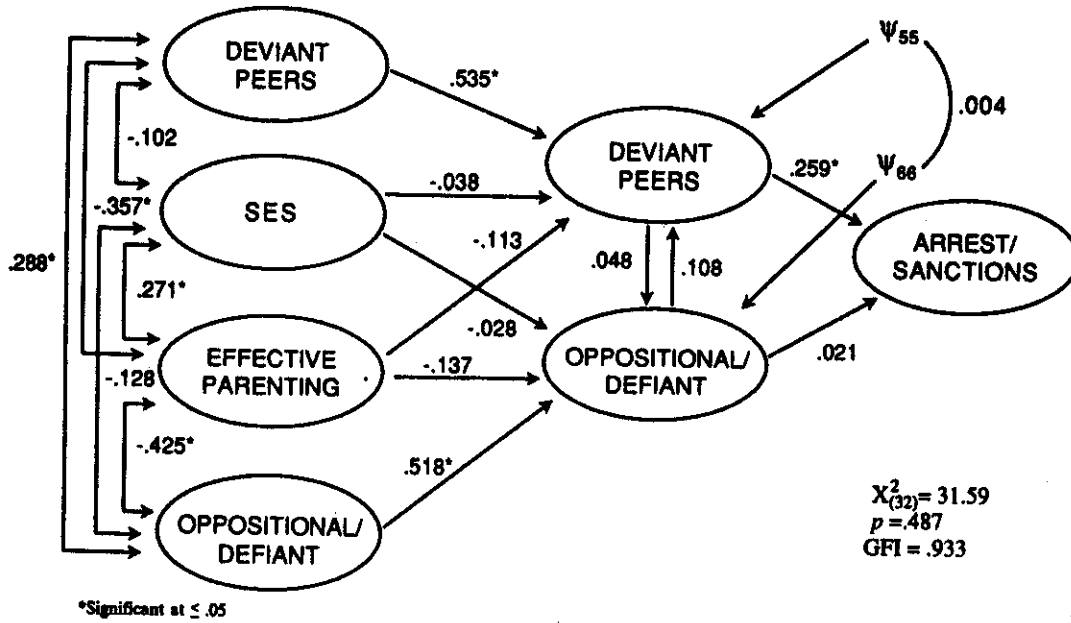 DEVIANT
PEERS
.535*
Ψ55
.004
-.102
DEVIANT
PEERS
.259*
Ψ66
-.357*
SES
-.038
-.113
.288*
.271*
.048
.108
ARREST/
SANCTIONS
-.028
EFFECTIVE
PARENTING
-.128
-.137
OPPOSITIONAL/
DEFIANT
.021
-.425*
.518*
OPPOSITIONAL/
DEFIANT
X²(32)= 31.59
p =.487
GFI = .933
*Significant at ≤ .05